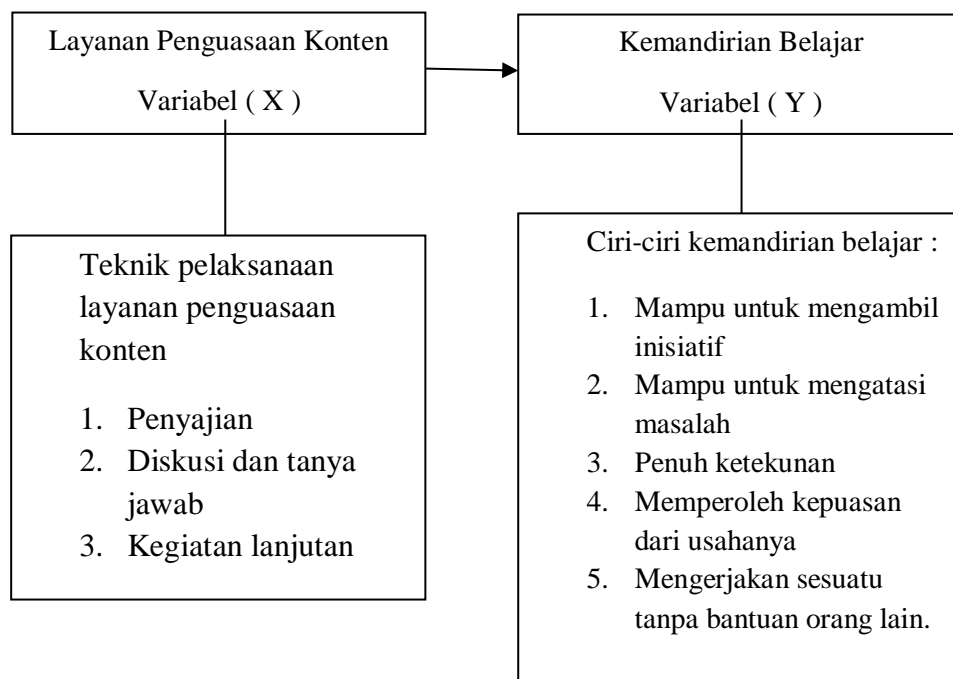 Layanan Penguasaan Konten
Variabel ( X )
Kemandirian Belajar
Variabel ( Y )
Teknik pelaksanaan
layanan penguasaan
konten
1. Penyajian
2. Diskusi dan tanya
jawab
3. Kegiatan lanjutan
Ciri-ciri kemandirian belajar :
1. Mampu untuk mengambil
inisiatif
2. Mampu untuk mengatasi
masalah
3. Penuh ketekunan
4. Memperoleh kepuasan
dari usahanya
5. Mengerjakan sesuatu
tanpa bantuan orang lain.